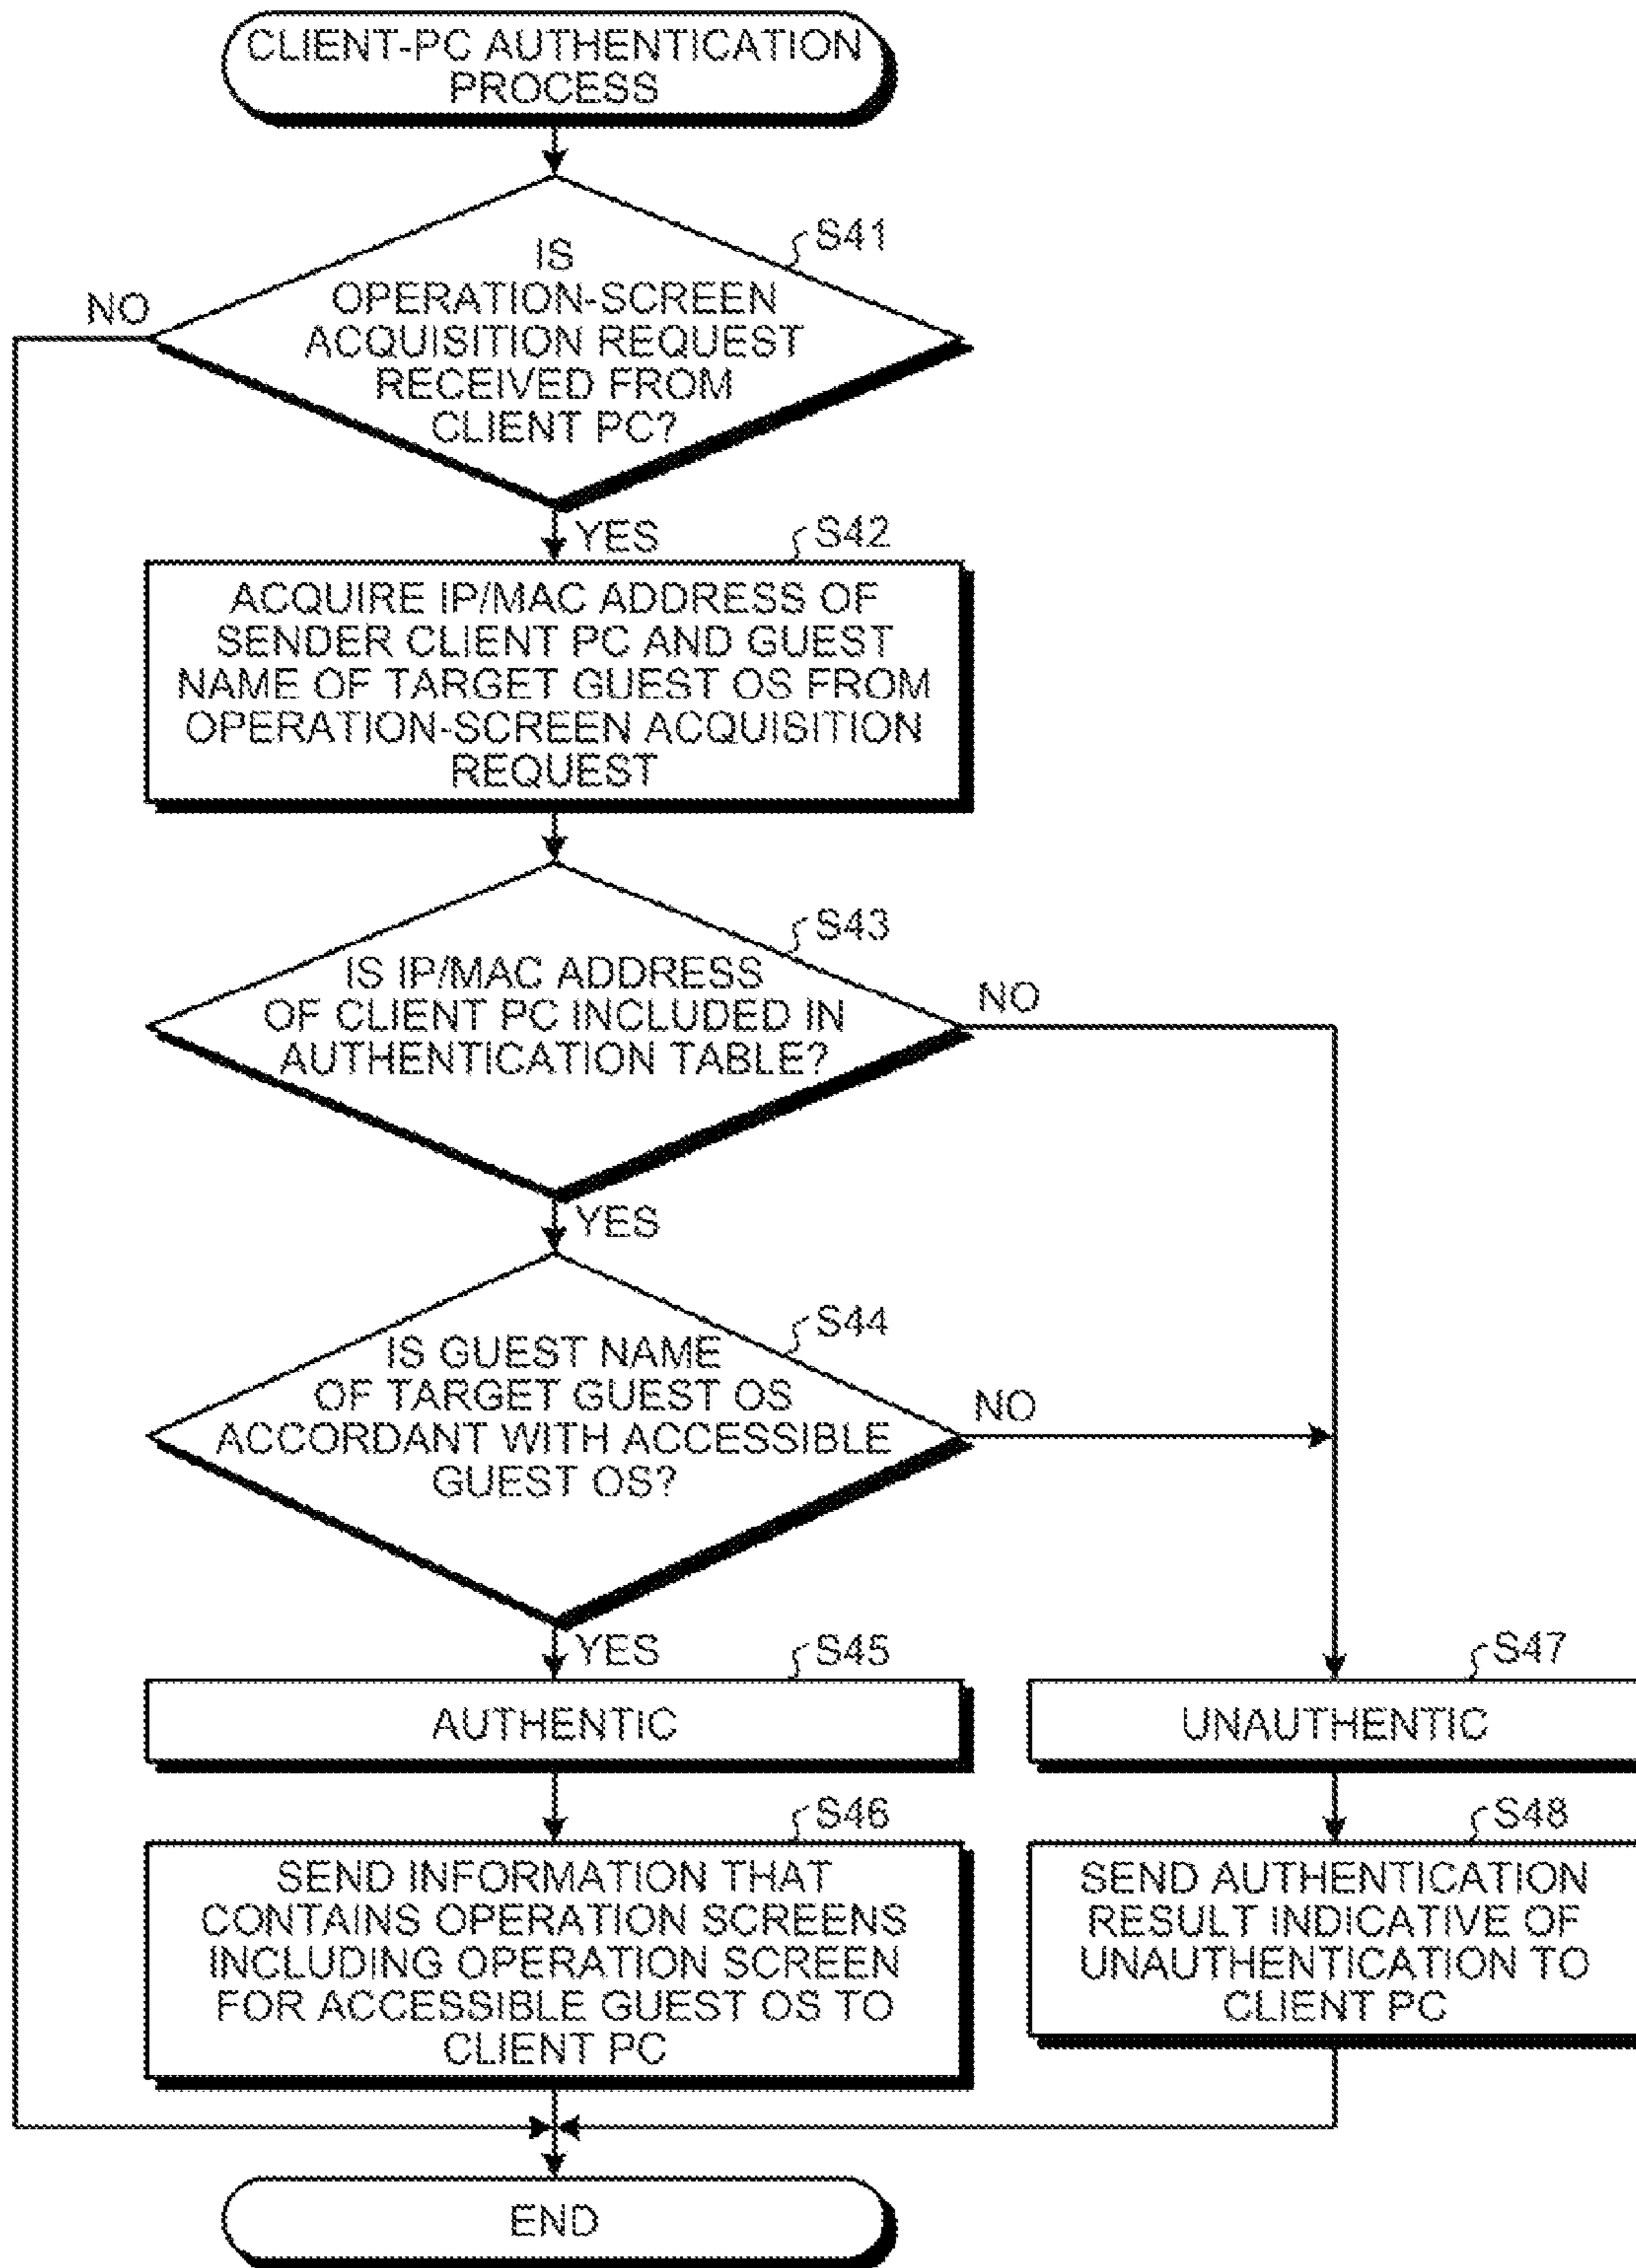 CLIENT-PC AUTHENTICATION
PROCESS
S41
IS
OPERATION-SCREEN
ACQUISITION REQUEST
RECEIVED FROM
CLIENT PC?
NO
YES
S42
ACQUIRE IP/MAC ADDRESS OF
SENDER CLIENT PC AND GUEST
NAME OF TARGET GUEST OS FROM
OPERATION-SCREEN ACQUISITION
REQUEST
S43
IS IP/MAC ADDRESS
OF CLIENT PC INCLUDED IN
AUTHENTICATION TABLE?
NO
YES
S44
IS GUEST NAME
OF TARGET GUEST OS
ACCORDANT WITH ACCESSIBLE
GUEST OS?
NO
YES
S45
AUTHENTIC
S47
UNAUTHENTIC
S46
SEND INFORMATION THAT
CONTAINS OPERATION SCREENS
INCLUDING OPERATION SCREEN
FOR ACCESSIBLE GUEST OS TO
CLIENT PC
S48
SEND AUTHENTICATION
RESULT INDICATIVE OF
UNAUTHENTICATION TO
CLIENT PC
END